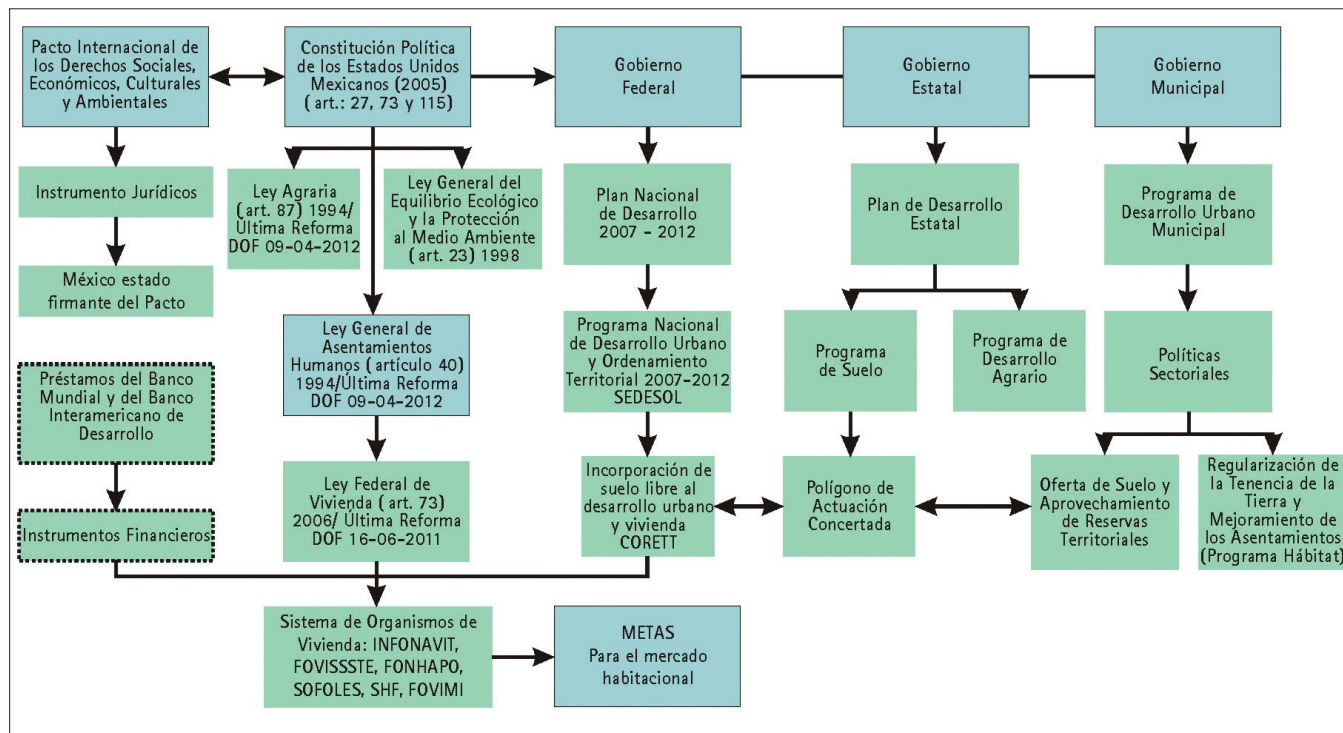 Pacto Internacional de
los Derechos Sociales,
Económicos, Culturales
y Ambientales
Constitución Política
de los Estados Unidos
Mexicanos (2005)
(art.: 27, 73 y 115)
Gobierno
Federal
Gobierno
Estatal
Gobierno
Municipal
Instrumento Jurídicos
Ley Agraria
(art. 87) 1994/
Última Reforma
DOF 09-04-2012
Ley General del
Equilibrio Ecológico
y la Protección
al Medio Ambiente
(art. 23) 1998
Plan Nacional
de Desarrollo
2007 - 2012
Plan de Desarrollo
Estatal
Programa de
Desarrollo Urbano
Municipal
México estado
firmante del Pacto
Ley General de
Asentamientos
Humanos (artículo 40)
1994/Última Reforma
DOF 09-04-2012
Programa Nacional
de Desarrollo Urbano
y Ordenamiento
Territorial 2007-2012
SEDESOL
Programa
de Suelo
Programa de
Desarrollo
Agrario
Políticas
Sectoriales
Préstamos del Banco
Mundial y del Banco
Interamericano de
Desarrollo
Instrumentos Financieros
Ley Federal de
Vivienda (art. 73)
2006/ Última Reforma
DOF 16-06-2011
Incorporación de
suelo libre al
desarrollo urbano
y vivienda
CORETT
Polígono de
Actuación
Concertada
Oferta de Suelo y
Aprovechamiento
de Reservas
Territoriales
Regularización de
la Tenencia de la
Tierra y
Mejoramiento de
los Asentamientos
(Programa Hábitat)
Sistema de Organismos de
Vivienda: INFONAVIT,
FOVISSSTE, FONHAPO,
SOFOLES, SHF, FOVIMI
METAS
Para el mercado
habitacional